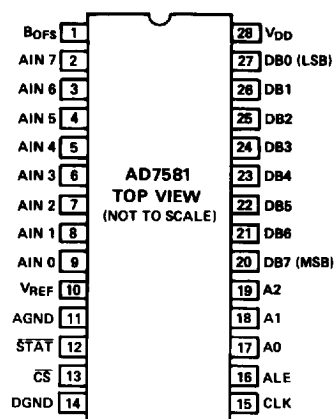 BOFS 1
AIN 7 2
AIN 6 3
AIN 5 4
AIN 4 5
AIN 3 6
AIN 2 7
AIN 1 8
AIN 0 9
VREF 10
AGND 11
S̅T̅A̅T̅ 12
C̅S̅ 13
DGND 14
AD7581
TOP VIEW
(NOT TO SCALE)
28 VDD
27 DB0 (LSB)
26 DB1
25 DB2
24 DB3
23 DB4
22 DB5
21 DB6
20 DB7 (MSB)
19 A2
18 A1
17 A0
16 ALE
15 CLK